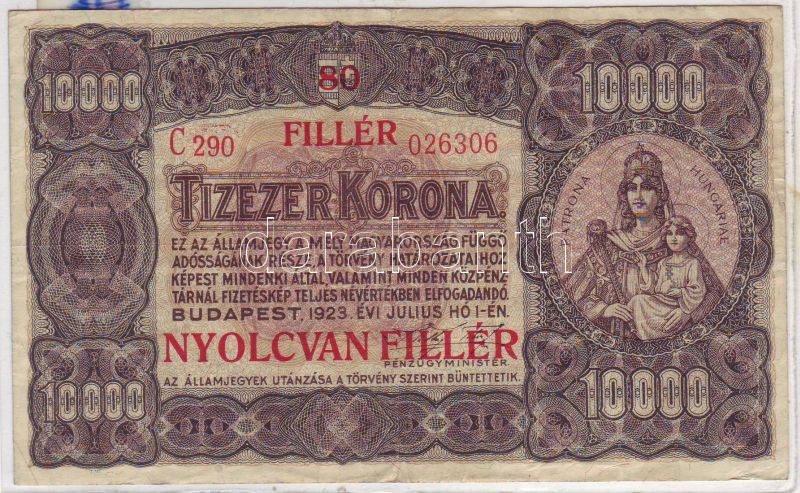 10000
80
10000
C 290 FILLÉR 026306
TIZEZER KORONA.
PATRONA HUNGARIAE
EZ AZ ÁLLAMJEGY A MELY MAGYARORSZÁG FÜGGŐ
ADÓSSÁGÁNAK RÉSZE A TÖRVÉNY HATÁROZATAIHOZ
KÉPEST MINDENKI ÁLTAL, VALAMINT MINDEN KÖZPÉNZ
TÁRNÁL FIZETÉSKÉP TELJES NÉVÉRTÉKBEN ELFOGADANDÓ.
BUDAPEST, 1923. ÉVI JULIUS HÓ 1-ÉN.
NYOLCVAN FILLÉR
PÉNZÜGYMINISTER.
AZ ÁLLAMJEGYEK UTÁNZÁSA A TÖRVÉNY SZERINT BÜNTETTETIK.
10000
10000
darabanth